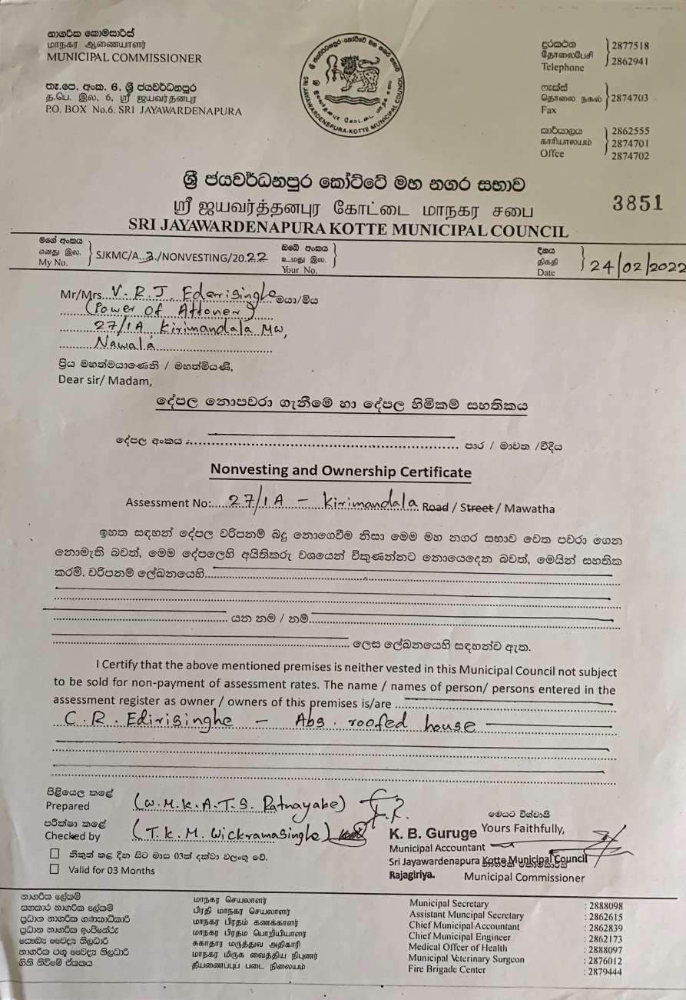 නාගරික කොමසාරිස්
மாநகர ஆணையாளர்
MUNICIPAL COMMISSIONER
තැ.පෙ. අංක. 6, ශ්‍රී ජයවර්ධනපුර
த.பெ. இல, 6, ஸ்ரீ ஜயவர்தனபுர
P.O. BOX No.6. SRI JAYAWARDENAPURA
SRI JAYAWARDENEPURA-KOTTE MUNICIPAL COUNCIL
දුරකථන
தொலைபேசி
Telephone
2877518
2862941
ෆැක්ස්
தொலை நகல்
Fax
2874703
කාර්යාලය
காரியாலயம்
Offce
2862555
2874701
2874702
ශ්‍රී ජයවර්ධනපුර කෝට්ටේ මහ නගර සභාව
ஸ்ரீ ஜயவர்த்தனபுர கோட்டை மாநகர சபை
3851
SRI JAYAWARDENAPURA KOTTE MUNICIPAL COUNCIL
මගේ අංකය
எனது இல.
My No.
SJKMC/A..3./NONVESTING/20.22
ඔබේ අංකය
உமது இல.
Your No.
දිනය
திகதி
Date
24/02/2022
Mr/Mrs. V. R. J Ederisinghe මයා/මිය
(Power of Attoner)
27/1A Kirimandala Mw,
Nawala
ප්‍රිය මහත්මයාණෙනි / මහත්මියණි,
Dear sir/ Madam,
දේපල නොපවරා ගැනීමේ හා දේපල හිමිකම් සහතිකය
දේපල අංකය :........ පාර / මාවත /වීදිය
Nonvesting and Ownership Certificate
Assessment No:....27/1A - Kirimandala Road / Street / Mawatha
ඉහත සඳහන් දේපල වරිපනම් බදු නොගෙවීම නිසා මෙම මහ නගර සභාව වෙත පවරා ගෙන
නොමැති බවත්, මෙම දේපලෙහි අයිතිකරු වශයෙන් විකුණන්නට නොයෙදෙන බවත්, මෙයින් සහතික
කරමි. වරිපනම් ලේඛනයෙහි........
........ යන නම / නම්........
........ ලෙස ලේඛනයෙහි සඳහන්ව ඇත.
I Certify that the above mentioned premises is neither vested in this Municipal Council not subject
to be sold for non-payment of assessment rates. The name / names of person/ persons entered in the
assessment register as owner / owners of this premises is/are ........
C. R. Edirisinghe - Abs. roofed house
පිළියෙල කළේ
Prepared
(W. M. K. A. T. S. Ratnayake)
පරීක්ෂා කළේ
Checked by
(T. K. M. Wickramasinghe)
මෙයට විශ්වාසි
Yours Faithfully,
K. B. Guruge
Municipal Accountant
Sri Jayawardenapura Kotte Municipal Council
Rajagiriya.
Municipal Commissioner
නිකුත් කළ දින සිට මාස 03ක් දක්වා වලංගු වේ.
Valid for 03 Months
නාගරික ලේකම්
සහකාර නාගරික ලේකම්
ප්‍රධාන නාගරික ගණකාධිකාරි
ප්‍රධාන නාගරික ඉංජිනේරු
සෞඛ්‍ය වෛද්‍ය නිලධාරි
නාගරික පශු වෛද්‍ය නිලධාරි
ගිනි නිවීමේ ඒකකය
மாநகர செயலாளர்
பிரதி மாநகர செயலாளர்
மாநகர பிரதம கணக்காளர்
மாநகர பிரதம பொறியியாளர்
சுகாதார மருத்துவ அதிகாரி
மாநகர மிருக வைத்திய நிபுணர்
தீயணைப்புப் படை நிலையம்
Municipal Secretary : 2888098
Assistant Muncipal Secretary : 2862615
Chief Municipal Accountant : 2862839
Chief Municipal Engineer : 2862173
Medical Offcer of Health : 2888097
Municipal Veterinary Surgeon : 2876012
Fire Brigade Center : 2879444